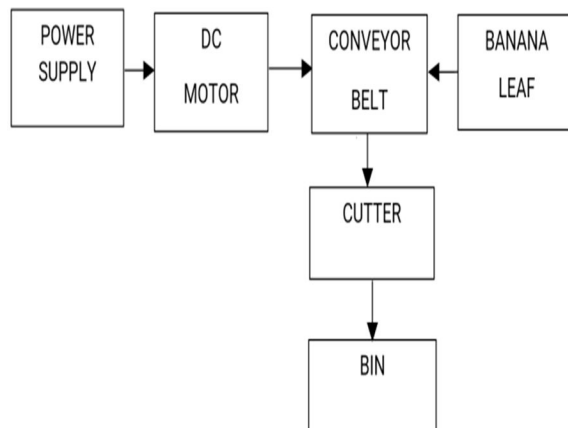 POWER
SUPPLY
DC
MOTOR
CONVEYOR
BELT
BANANA
LEAF
CUTTER
BIN